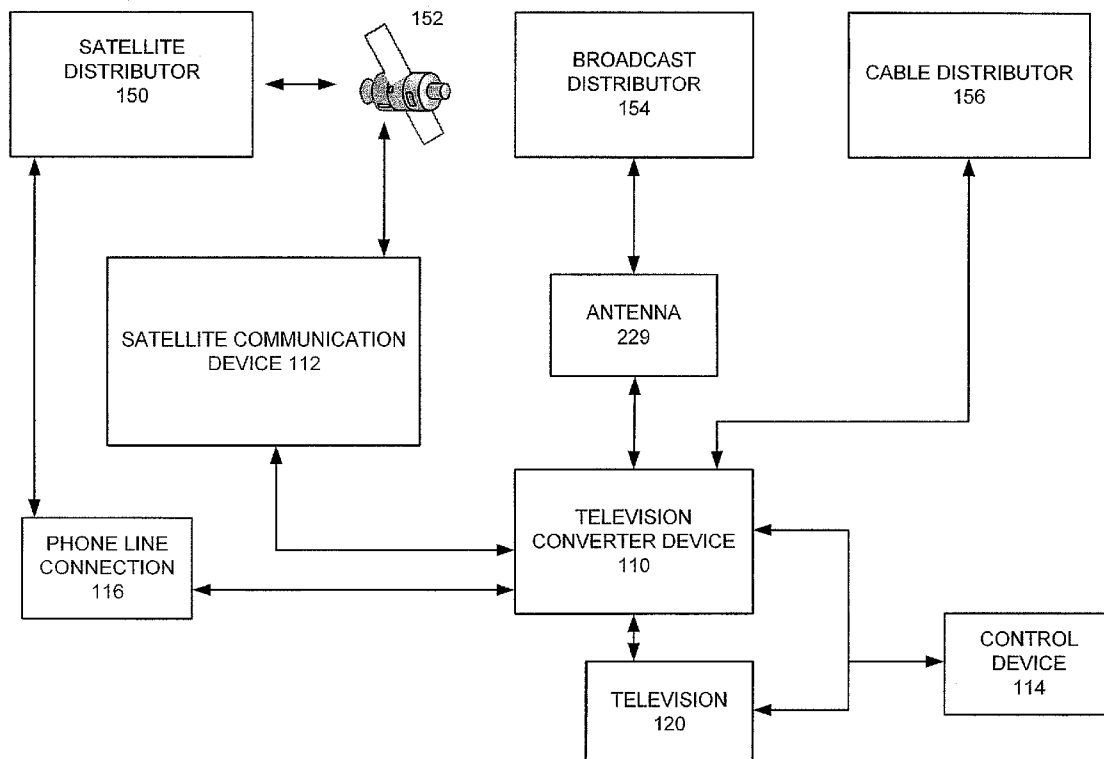 152
SATELLITE
DISTRIBUTOR
150
BROADCAST
DISTRIBUTOR
154
CABLE DISTRIBUTOR
156
SATELLITE COMMUNICATION
DEVICE 112
ANTENNA
229
PHONE LINE
CONNECTION
116
TELEVISION
CONVERTER DEVICE
110
CONTROL
DEVICE
114
TELEVISION
120